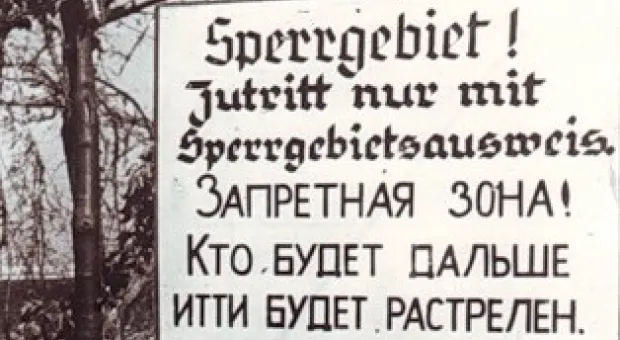 Sperrgebiet!
Zutritt nur mit
Sperrgebietsausweis.
ЗАПРЕТНАЯ ЗОНА!
КТО БУДЕТ ДАЛЬШЕ
ИТТИ БУДЕТ РАСТРЕЛЕН.